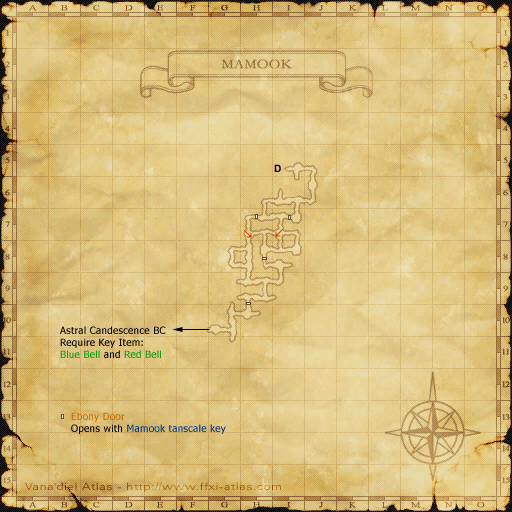 A B C D E F G H I J K L M N O
MAMOOK
D
Astral Candescence BC
Require Key Item:
Blue Bell and Red Bell
Ebony Door
Opens with Mamook tanscale key
Vana'diel Atlas - http://www.ffxi-atlas.com
A B C D E F G H I J K L M N O
1
2
3
4
5
6
7
8
9
10
11
12
13
14
15